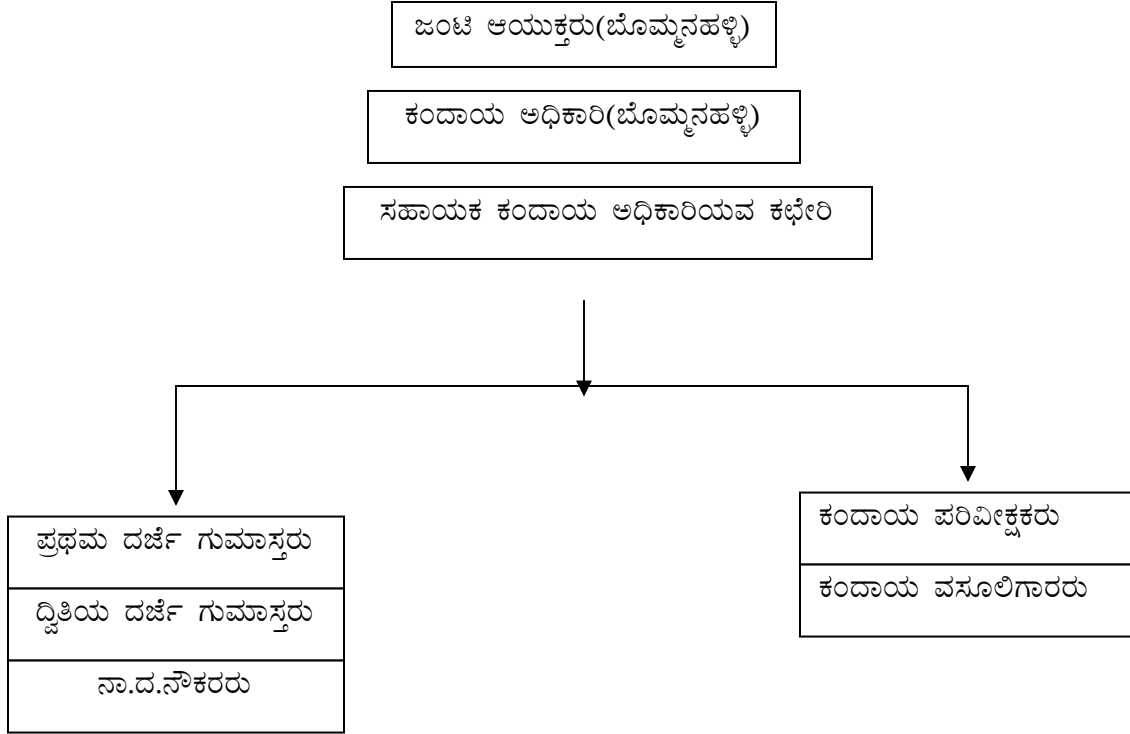 ಜಂಟಿ ಆಯುಕ್ತರು(ಬೊಮ್ಮನಹಳ್ಳಿ)
ಕಂದಾಯ ಅಧಿಕಾರಿ(ಬೊಮ್ಮನಹಳ್ಳಿ)
ಸಹಾಯಕ ಕಂದಾಯ ಅಧಿಕಾರಿಯವ ಕಛೇರಿ
ಪ್ರಥಮ ದರ್ಜೆ ಗುಮಾಸ್ತರು
ದ್ವಿತಿಯ ದರ್ಜೆ ಗುಮಾಸ್ತರು
ನಾ.ದ.ನೌಕರರು
ಕಂದಾಯ ಪರಿವೀಕ್ಷಕರು
ಕಂದಾಯ ವಸೂಲಿಗಾರರು